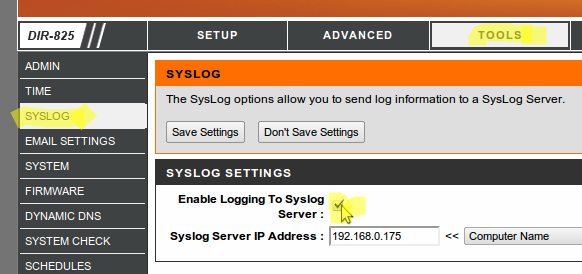 DIR-825
SETUP
ADVANCED
TOOLS
ADMIN
TIME
SYSLOG
EMAIL SETTINGS
SYSTEM
FIRMWARE
DYNAMIC DNS
SYSTEM CHECK
SCHEDULES
SYSLOG
The SysLog options allow you to send log information to a SysLog Server.
Save Settings Don't Save Settings
SYSLOG SETTINGS
Enable Logging To Syslog
Server :
Syslog Server IP Address : 192.168.0.175 << Computer Name